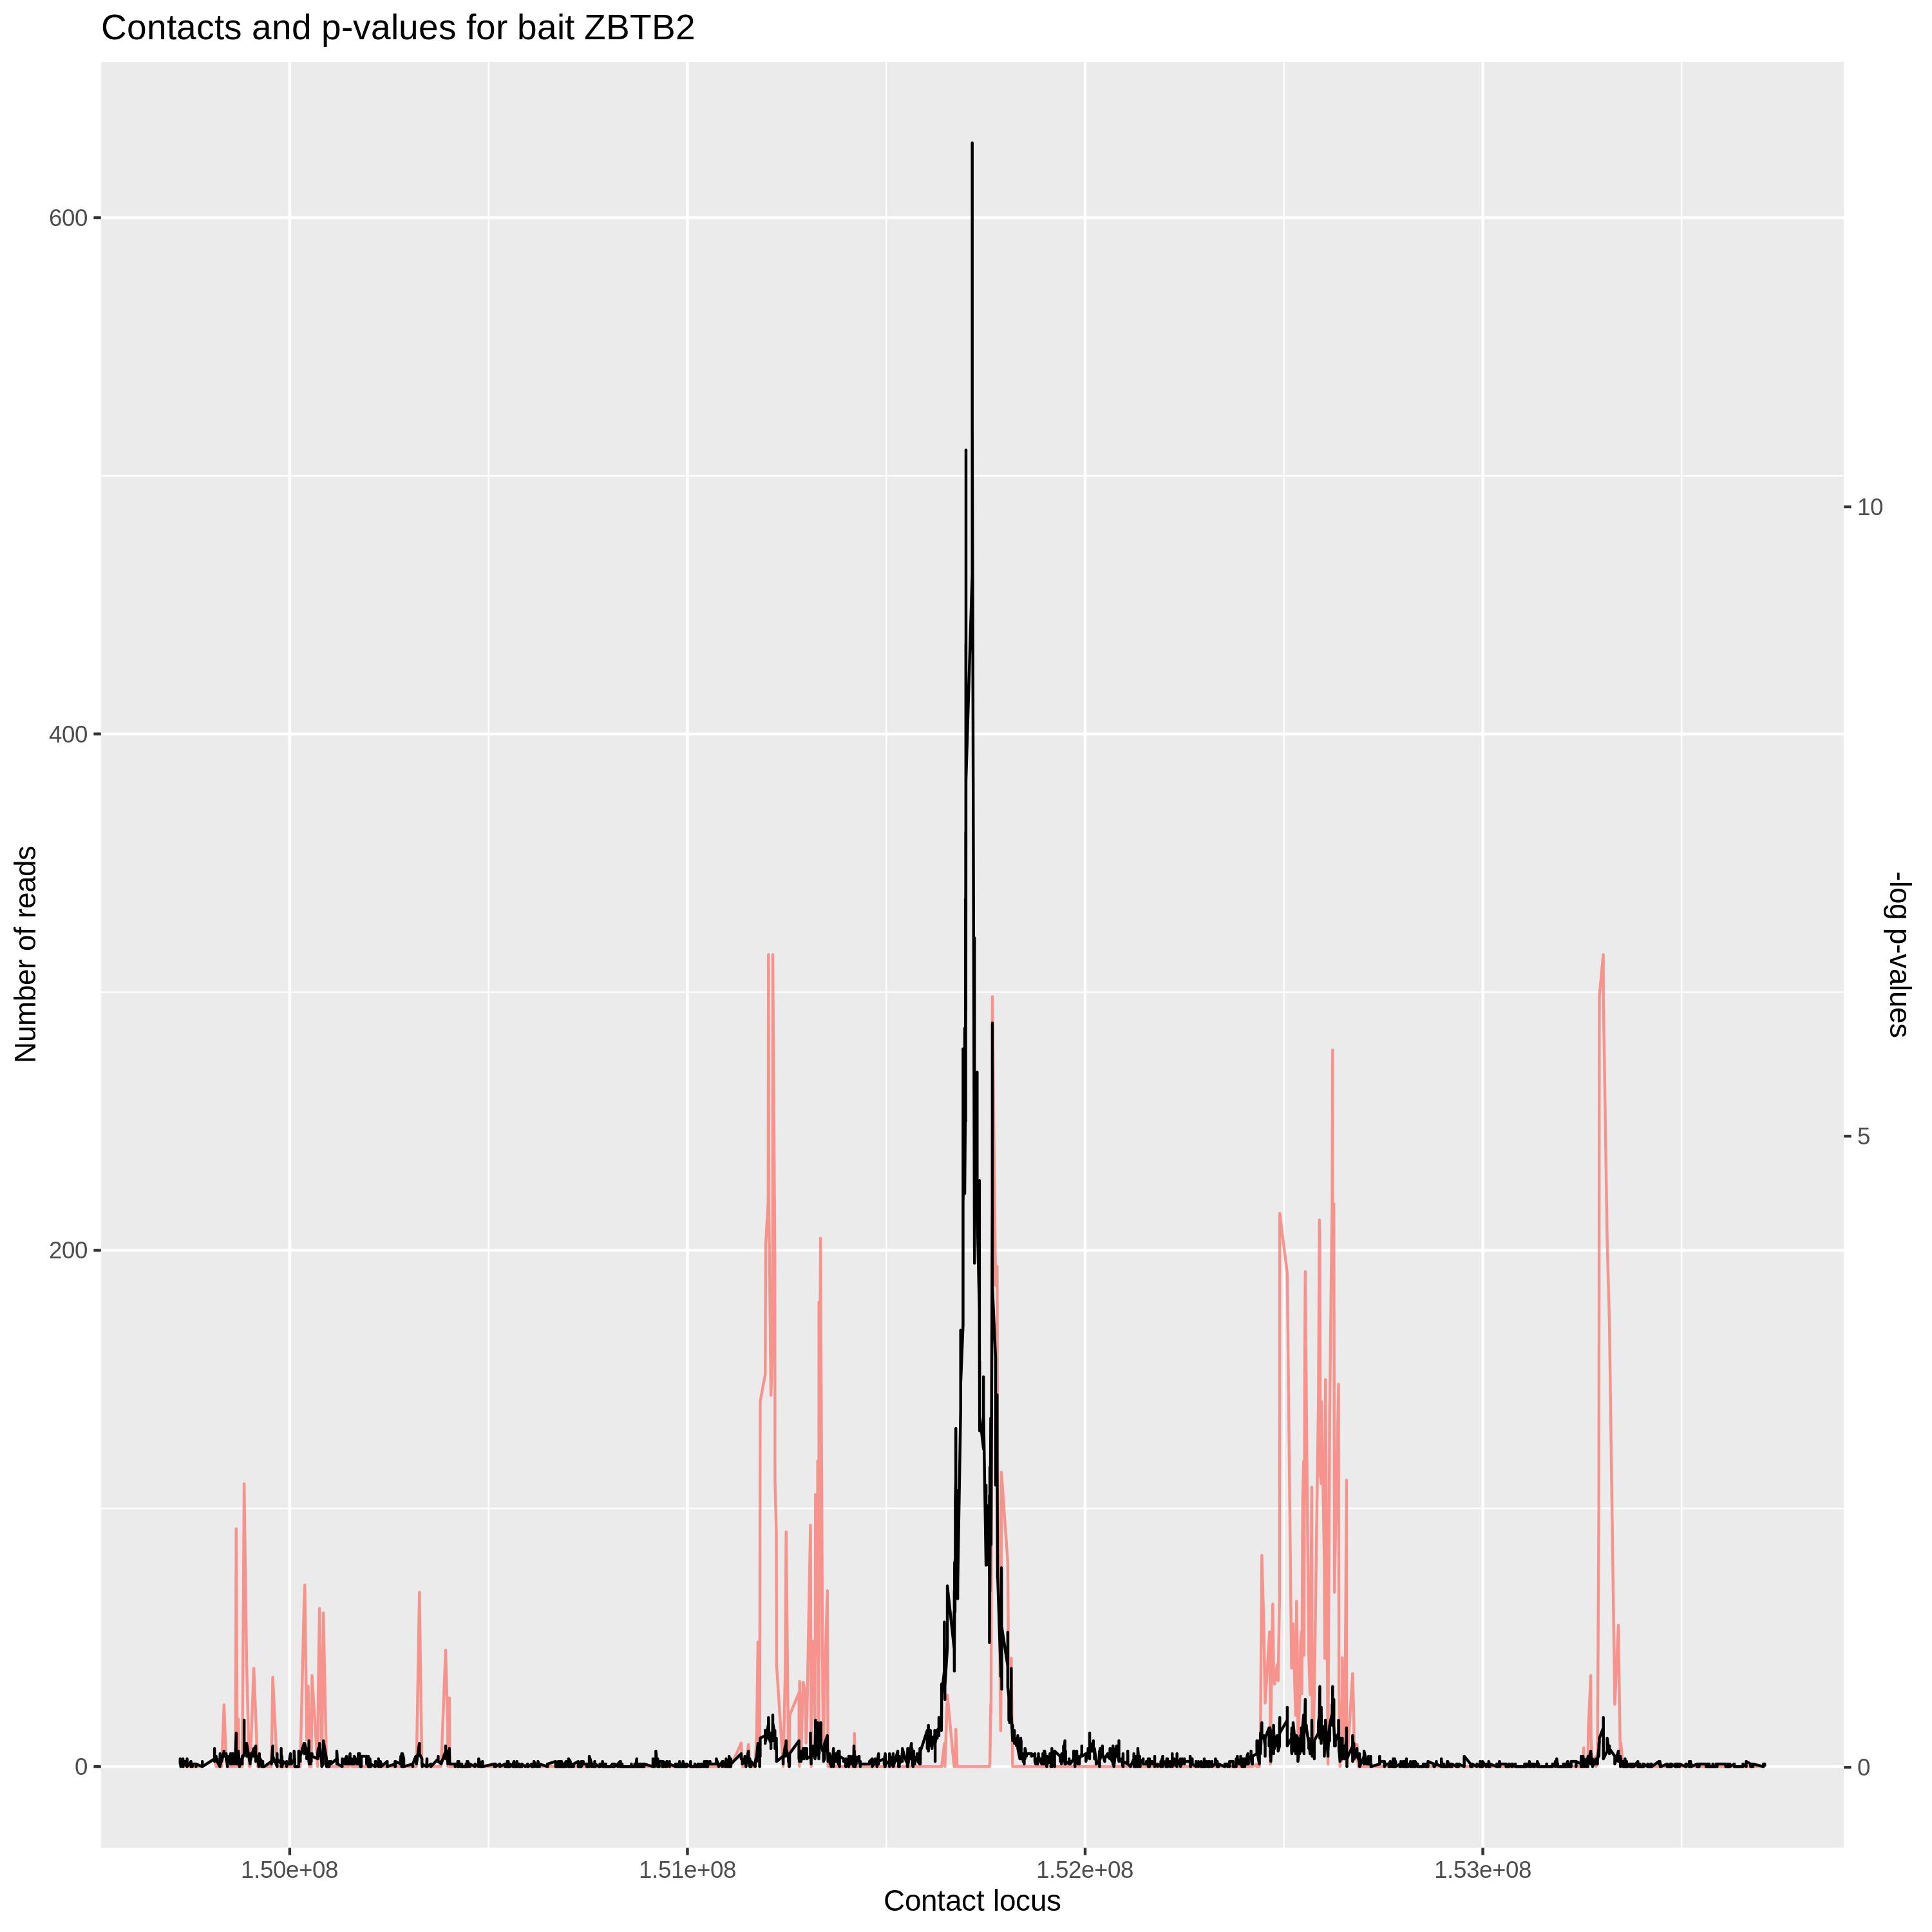 Contacts and p-values for bait ZBTB2
600
400
200
0
Number of reads
10
5
0
-log p-values
1.50e+08
1.51e+08
1.52e+08
1.53e+08
Contact locus